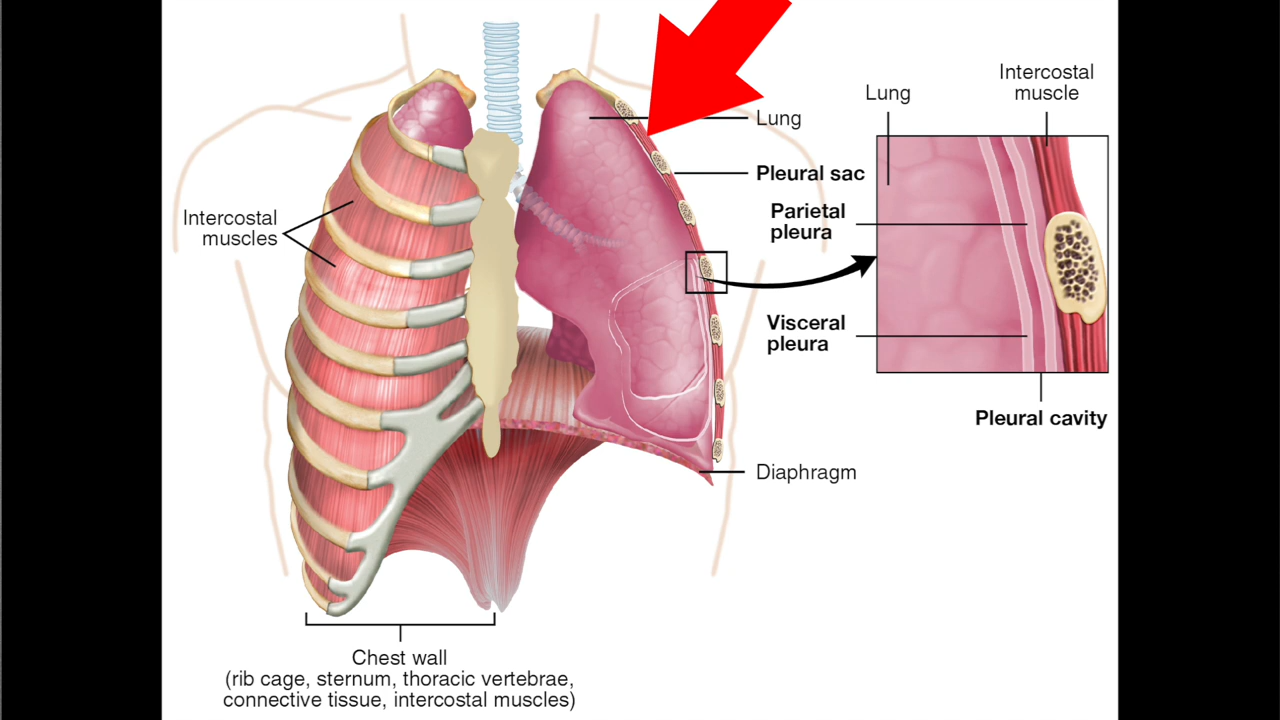 Lung
Pleural sac
Intercostal
muscles
Diaphragm
Chest wall
(rib cage, sternum, thoracic vertebrae,
connective tissue, intercostal muscles)
Lung
Intercostal
muscle
Parietal
pleura
Visceral
pleura
Pleural cavity